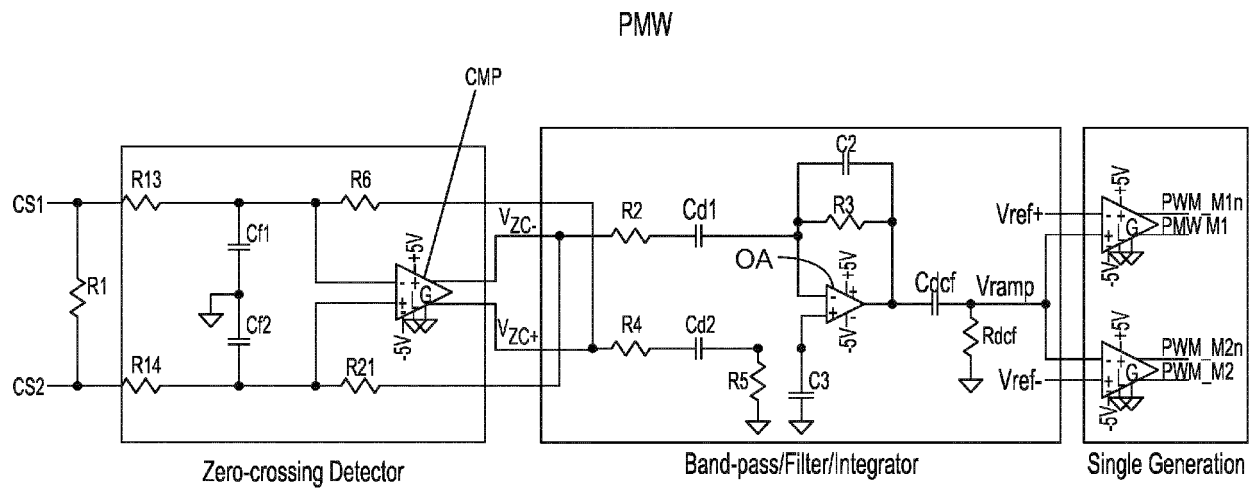 PMW
CMP
CS1
R13
R6
Cf1
Cf2
R1
+5V
-
+
G
-5V
VZC-
VZC+
CS2
R14
R21
Zero-crossing Detector
R2
Cd1
C2
R3
OA
+5V
-
+
-5V
Cdcf
Vramp
Rdcf
R4
Cd2
R5
C3
Band-pass/Filter/Integrator
Vref+
+5V
-
+
G
-5V
PWM_M1n
PMW M1
Vref-
+5V
-
+
G
-5V
PWM_M2n
PWM_M2
Single Generation